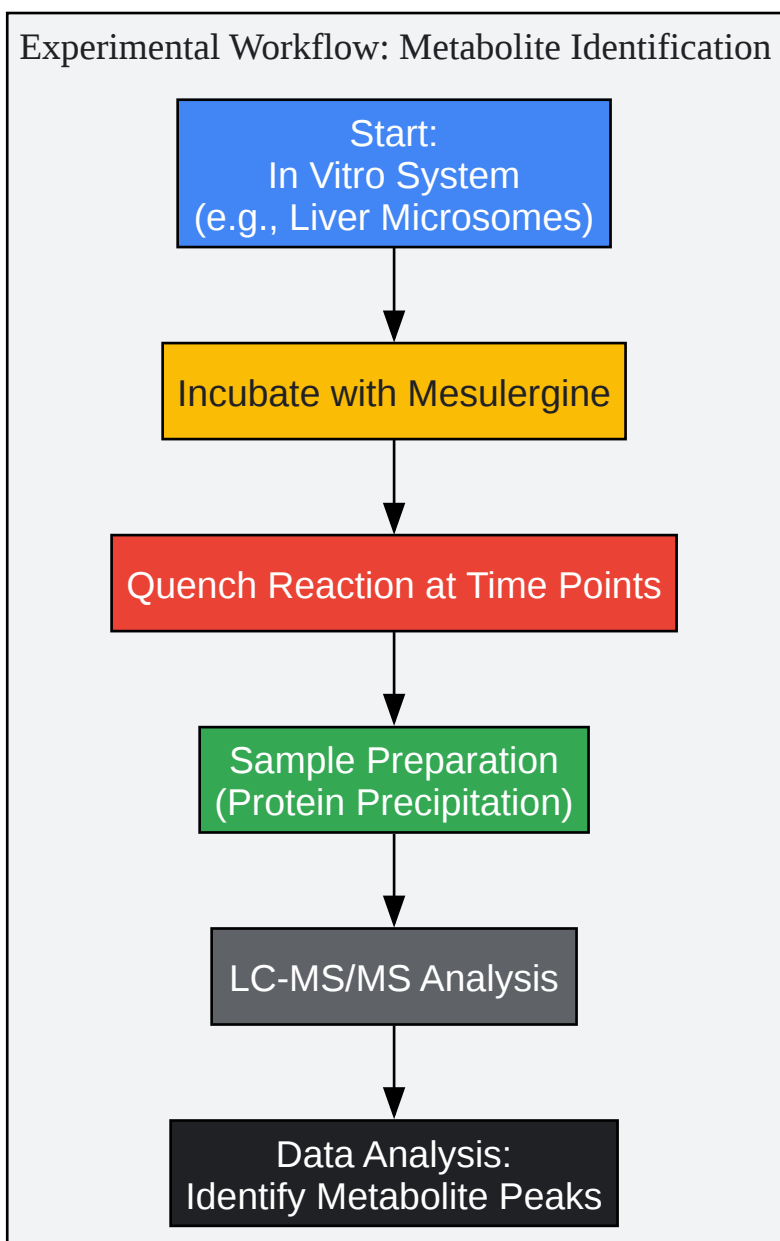 Experimental Workflow: Metabolite Identification
Start:
In Vitro System
(e.g., Liver Microsomes)
Incubate with Mesulergine
Quench Reaction at Time Points
Sample Preparation
(Protein Precipitation)
LC-MS/MS Analysis
Data Analysis:
Identify Metabolite Peaks